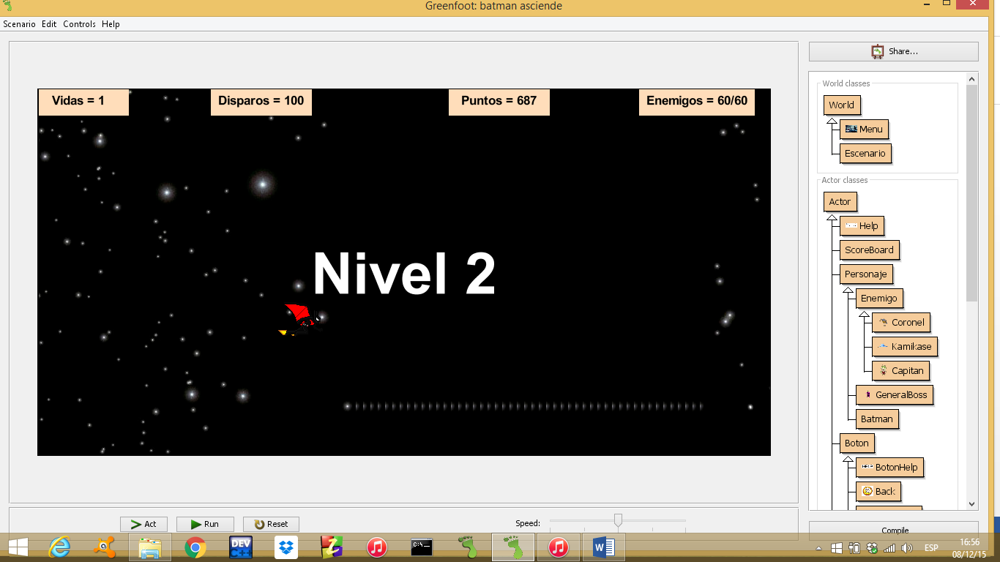 Greenfoot: batman asciende
Scenario Edit Controls Help
Share...
Vidas = 1
Disparos = 100
Puntos = 687
Enemigos = 60/60
Nivel 2
World classes
World
Menu
Escenario
Actor classes
Actor
Help
ScoreBoard
Personaje
Enemigo
Coronel
Kamikase
Capitan
GeneralBoss
Batman
Boton
HELP BotonHelp
Back
Act
Run
Reset
Speed:
Compile
DEV
C++
C:\
W
ESP
16:56
08/12/15